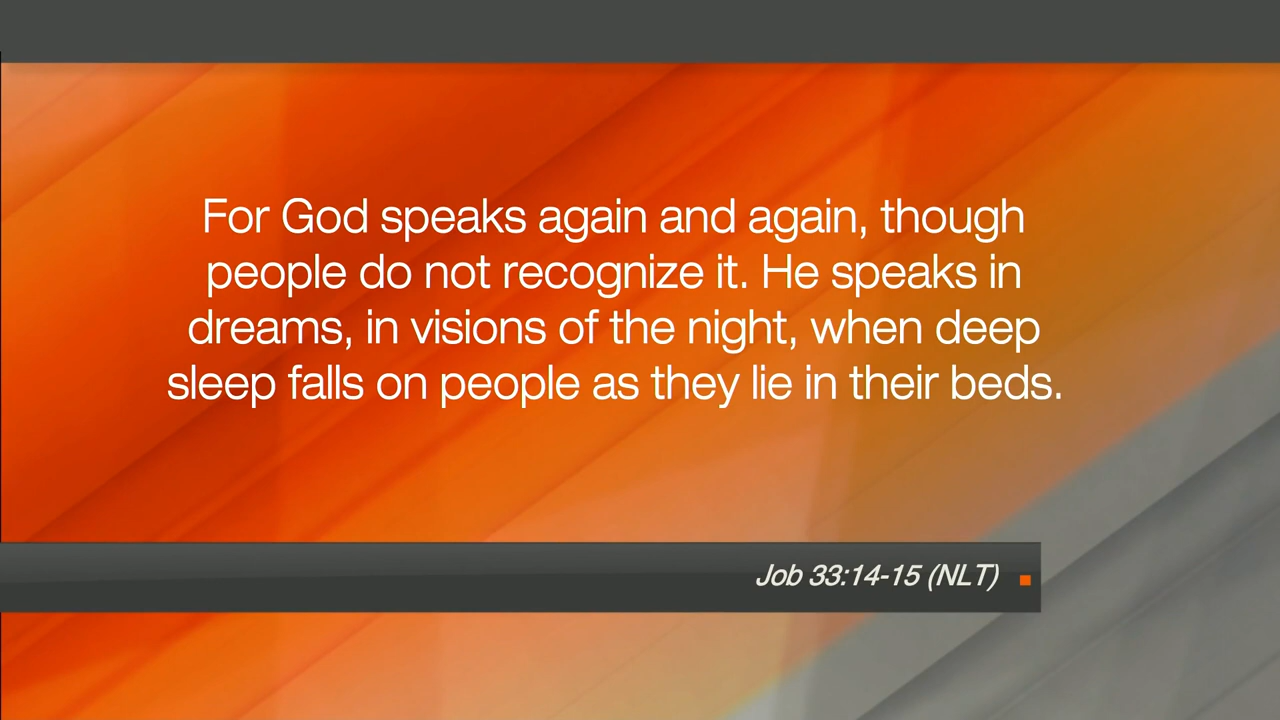 For God speaks again and again, though
people do not recognize it. He speaks in
dreams, in visions of the night, when deep
sleep falls on people as they lie in their beds.
Job 33:14-15 (NLT)